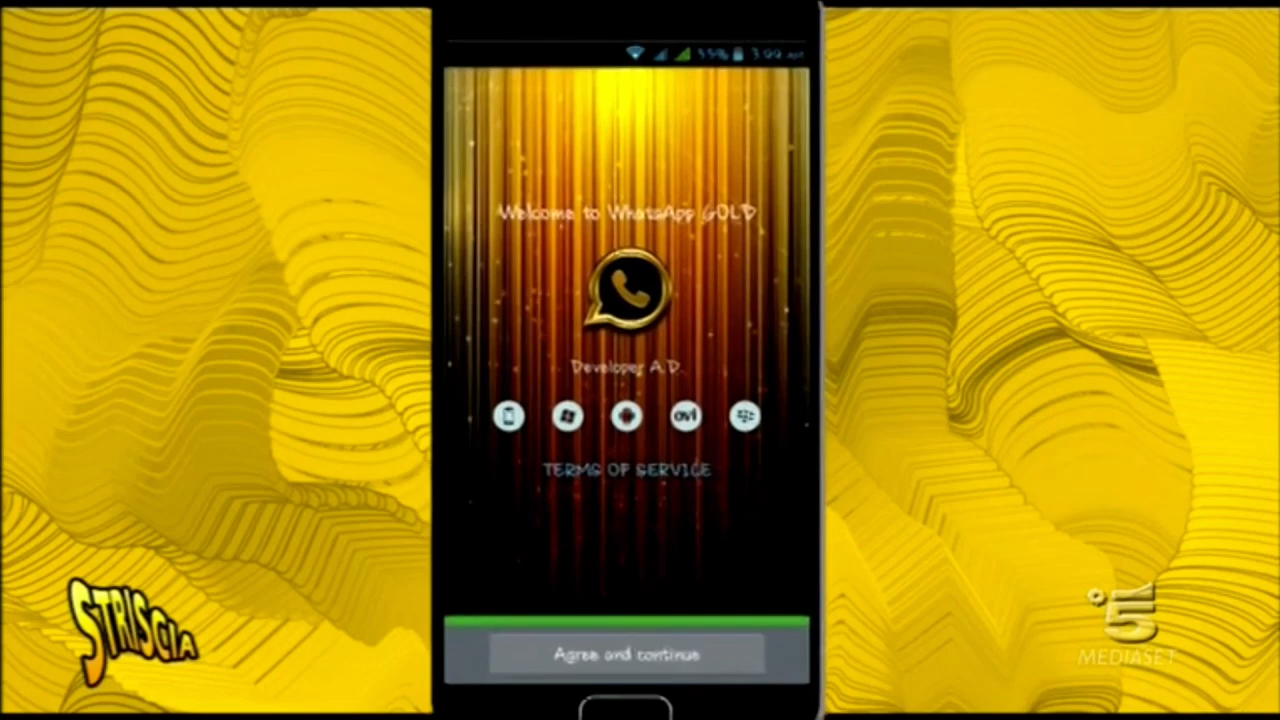 Welcome to WhatsApp GOLD
Developer A.D.
ovi
TERMS OF SERVICE
Agree and continue
STRISCIA
5
MEDIASET